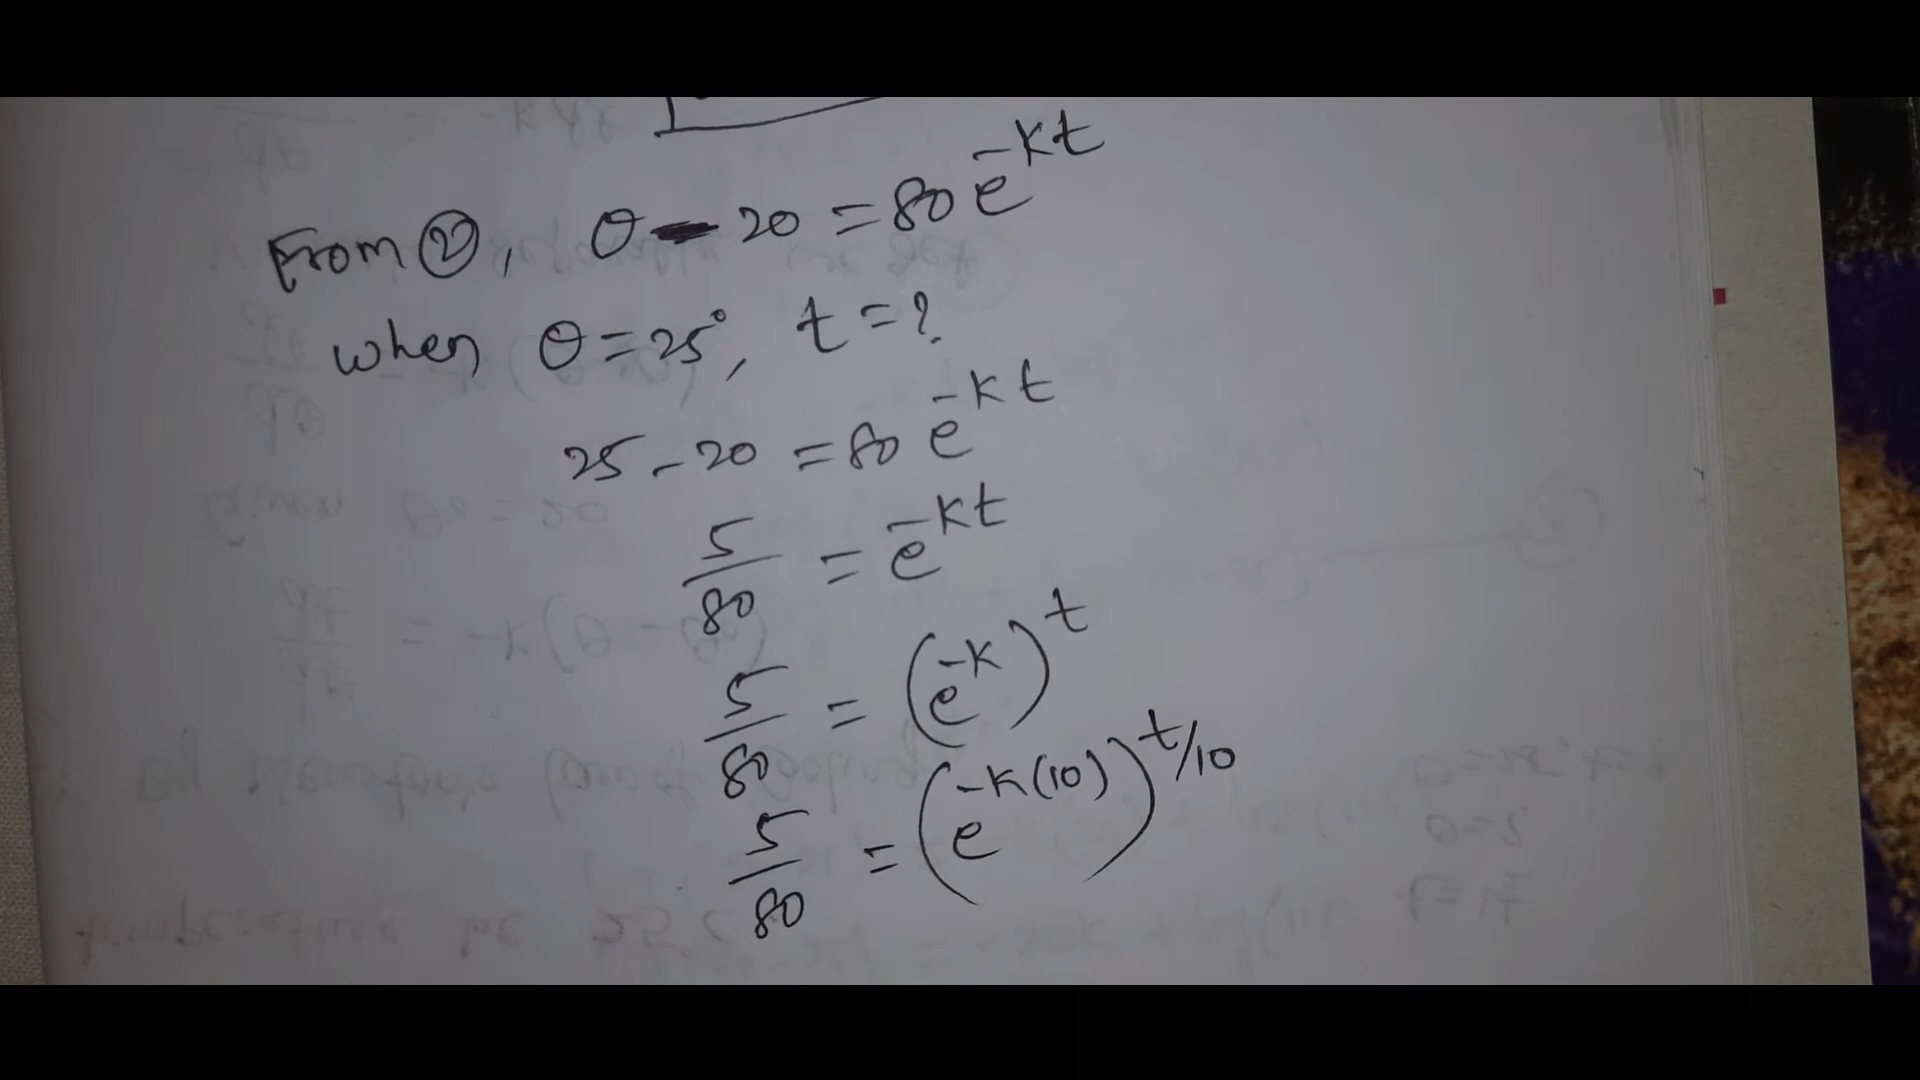 From ②, θ - 20 = 80 e^-kt
when θ = 25°, t = ?
25 - 20 = 80 e^-kt
5/80 = e^-kt
5/80 = (e^-k)^t
5/80 = (e^-k(10))^t/10